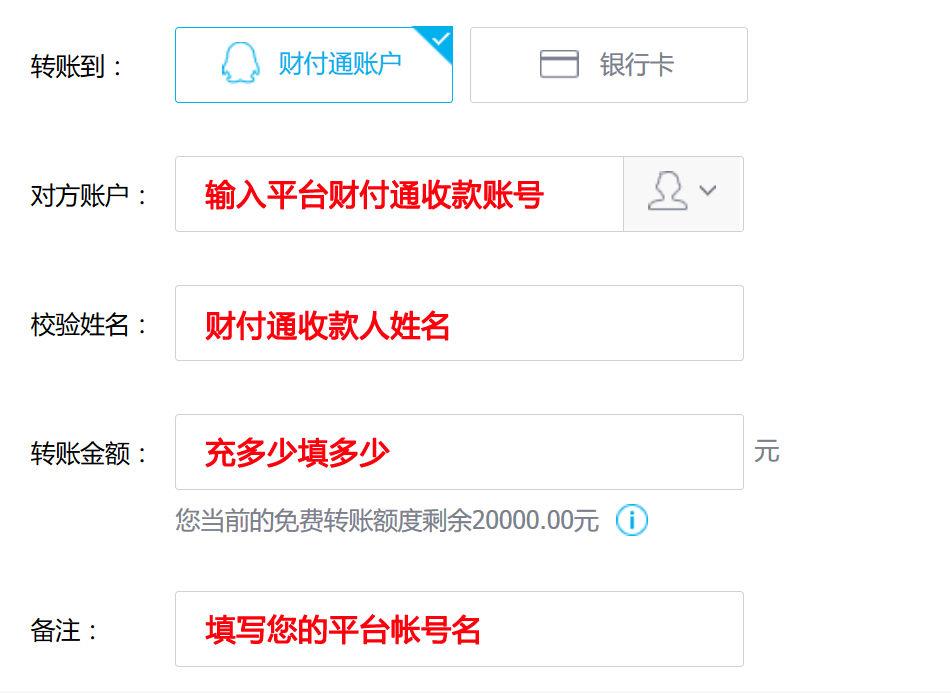 转账到： 财付通账户 银行卡
对方账户： 输入平台财付通收款账号
校验姓名： 财付通收款人姓名
转账金额： 充多少填多少 元
您当前的免费转账额度剩余20000.00元
备注： 填写您的平台帐号名